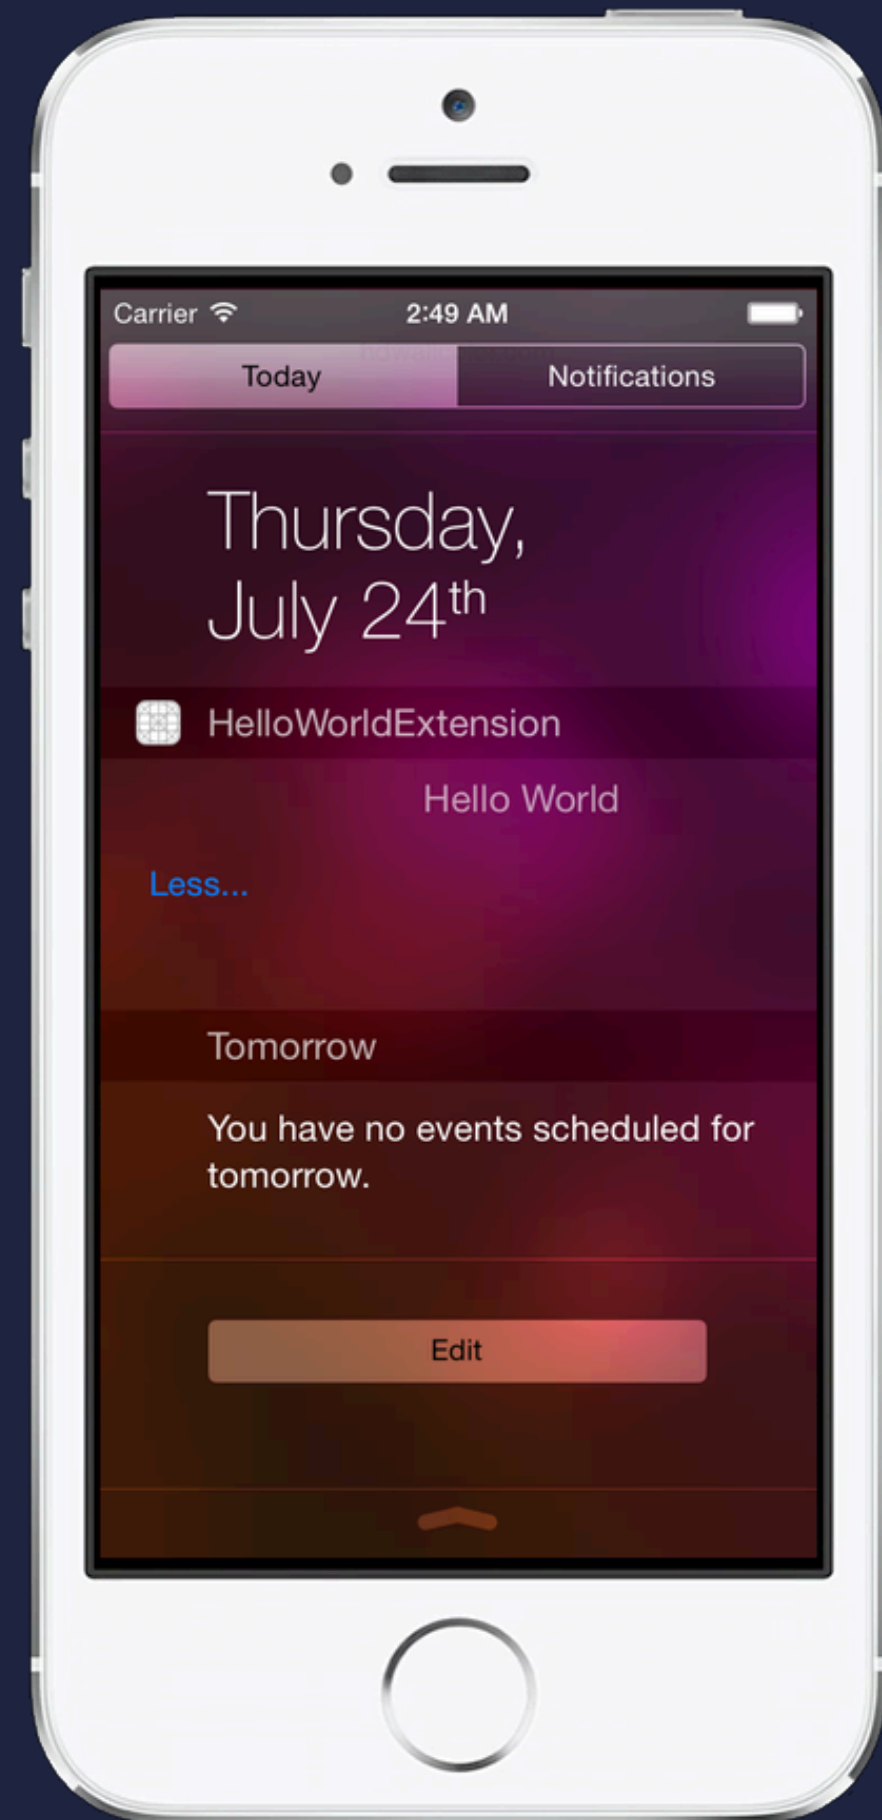 Carrier 2:49 AM
Today Notifications
Thursday,
July 24th
HelloWorldExtension
Hello World
Less...
Tomorrow
You have no events scheduled for
tomorrow.
Edit